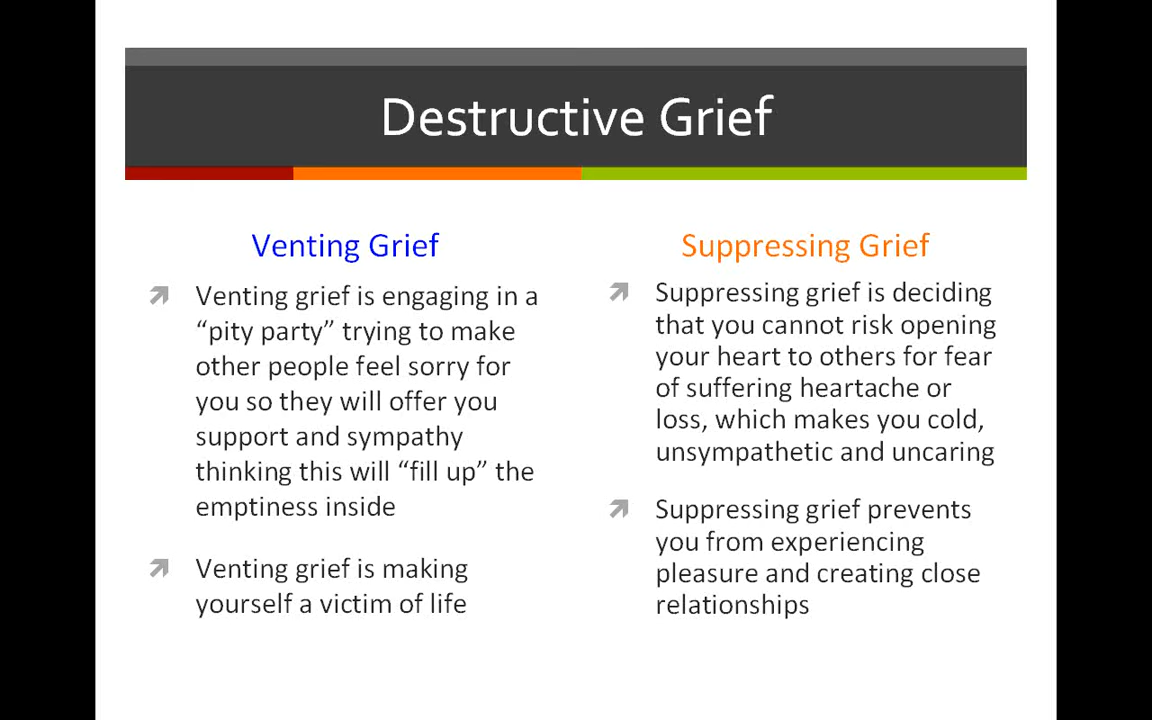 Destructive Grief
Venting Grief
Venting grief is engaging in a
“pity party” trying to make
other people feel sorry for
you so they will offer you
support and sympathy
thinking this will “fill up” the
emptiness inside
Venting grief is making
yourself a victim of life
Suppressing Grief
Suppressing grief is deciding
that you cannot risk opening
your heart to others for fear
of suffering heartache or
loss, which makes you cold,
unsympathetic and uncaring
Suppressing grief prevents
you from experiencing
pleasure and creating close
relationships